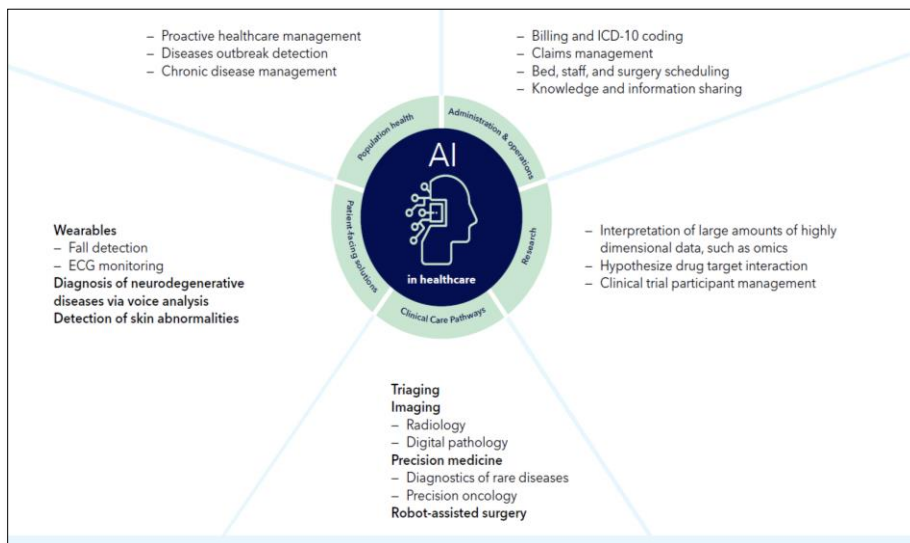 – Proactive healthcare management
– Diseases outbreak detection
– Chronic disease management
– Billing and ICD-10 coding
– Claims management
– Bed, staff, and surgery scheduling
– Knowledge and information sharing
Population health
Administration & operations
AI
in healthcare
Patient-facing solutions
Research
Clinical Care Pathways
Wearables
– Fall detection
– ECG monitoring
Diagnosis of neurodegenerative
diseases via voice analysis
Detection of skin abnormalities
– Interpretation of large amounts of highly
dimensional data, such as omics
– Hypothesize drug target interaction
– Clinical trial participant management
Triaging
Imaging
– Radiology
– Digital pathology
Precision medicine
– Diagnostics of rare diseases
– Precision oncology
Robot-assisted surgery